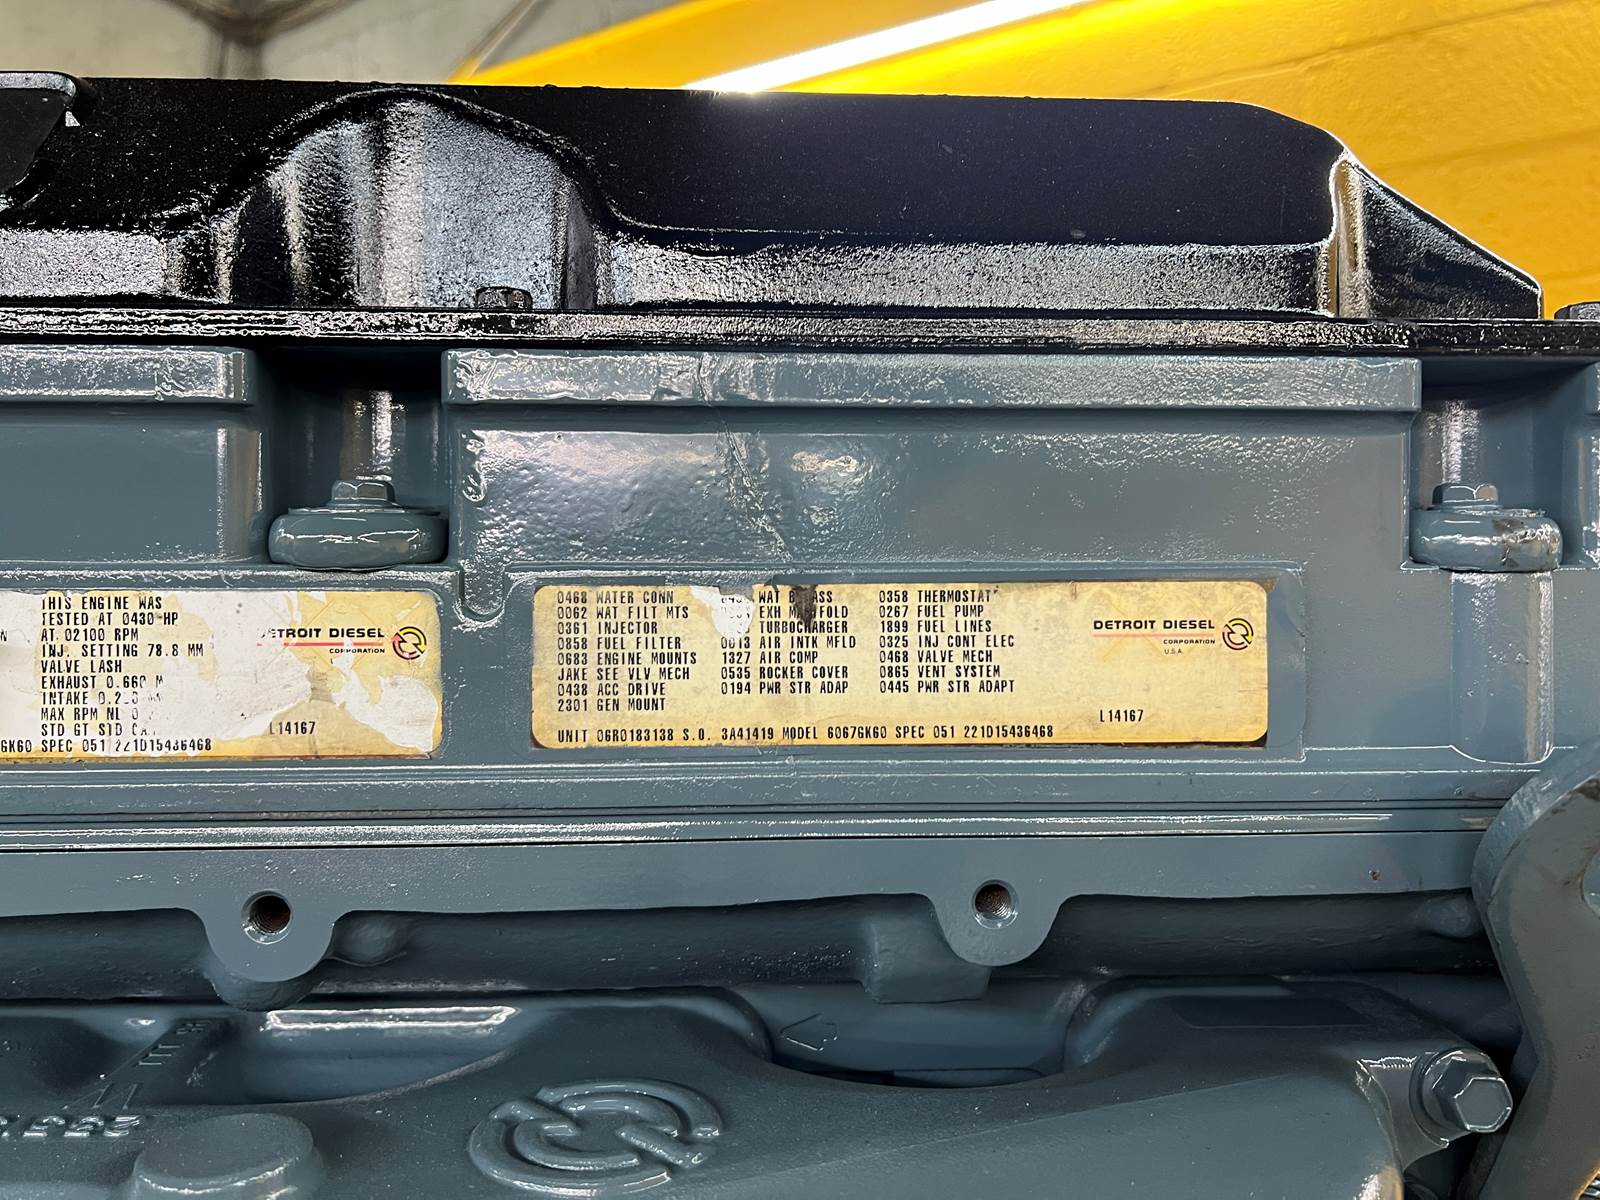 THIS ENGINE WAS
TESTED AT 0430 HP
AT 02100 RPM
INJ. SETTING 78.8 MM
VALVE LASH
EXHAUST 0.660 M
INTAKE
MAX RPM NL
STD GT STD
GK60 SPEC 051 221D15436468
DETROIT DIESEL
CORPORATION
L14167
0468 WATER CONN
0062 WAT FILT MTS
0361 INJECTOR
0858 FUEL FILTER
0683 ENGINE MOUNTS
JAKE SEE VLV MECH
0438 ACC DRIVE
2301 GEN MOUNT
WAT
EXH
TURBOCHARGER
0013 AIR INTK MFLD
1327 AIR COMP
0535 ROCKER COVER
0194 PWR STR ADAP
0358 THERMOSTAT
0267 FUEL PUMP
1899 FUEL LINES
0325 INJ CONT ELEC
0468 VALVE MECH
0865 VENT SYSTEM
0445 PWR STR ADAPT
DETROIT DIESEL
CORPORATION
U.S.A.
L14167
UNIT 06R0183138 S.O. 3A41419 MODEL 6067GK60 SPEC 051 221D15436468